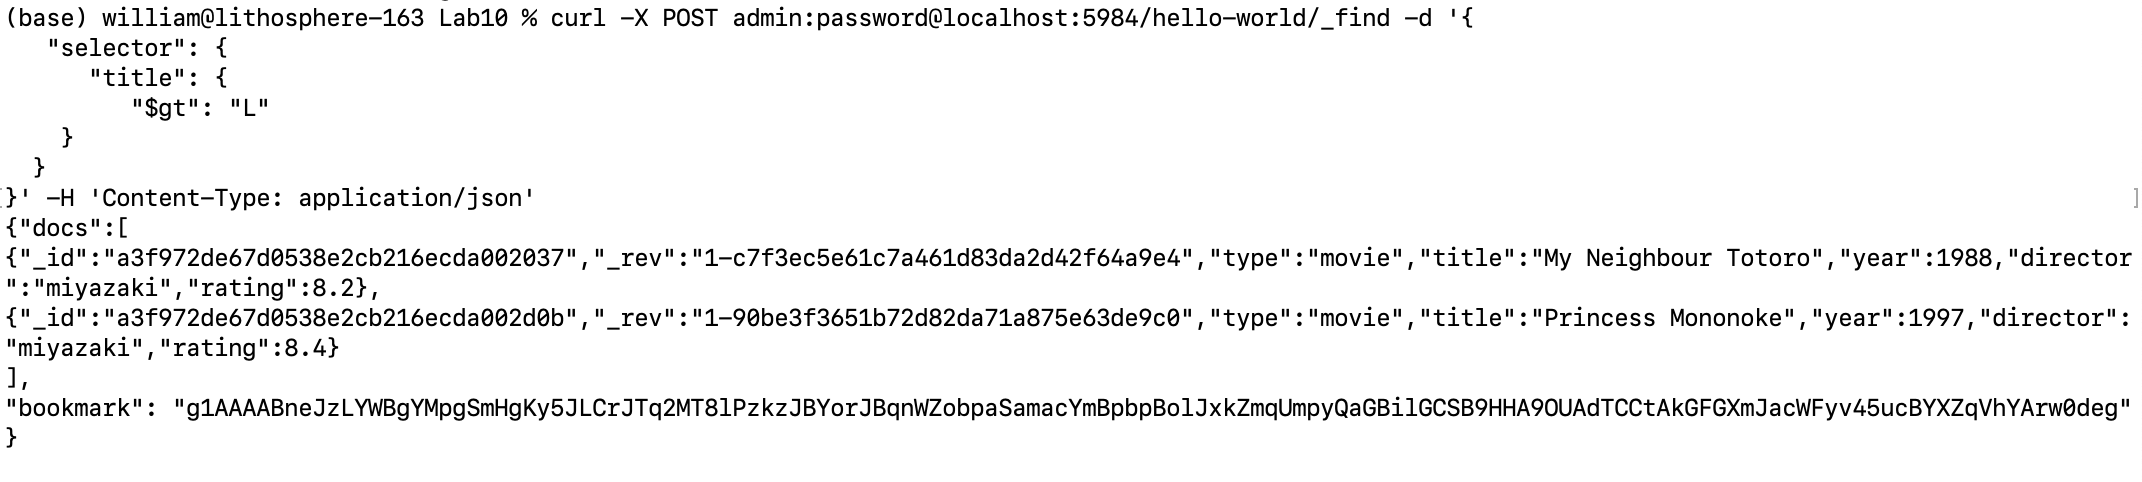 (base) william@lithosphere-163 Lab10 % curl -X POST admin:password@localhost:5984/hello-world/_find -d '{
   "selector": {
      "title": {
         "$gt": "L"
    }
  }
}' -H 'Content-Type: application/json'
{"docs":[
{"_id":"a3f972de67d0538e2cb216ecda002037","_rev":"1-c7f3ec5e61c7a461d83da2d42f64a9e4","type":"movie","title":"My Neighbour Totoro","year":1988,"director
":"miyazaki","rating":8.2},
{"_id":"a3f972de67d0538e2cb216ecda002d0b","_rev":"1-90be3f3651b72d82da71a875e63de9c0","type":"movie","title":"Princess Mononoke","year":1997,"director":
"miyazaki","rating":8.4}
],
"bookmark": "g1AAAABneJzLYWBgYMpgSmHgKy5JLCrJTq2MT8lPzkzJBYorJBqnWZobpaSamacYmBpbpBolJxkZmqUmpyQaGBilGCSB9HHA9OUAdTCCtAkGFGXmJacWFyv45ucBYXZqVhYArw0deg"
}